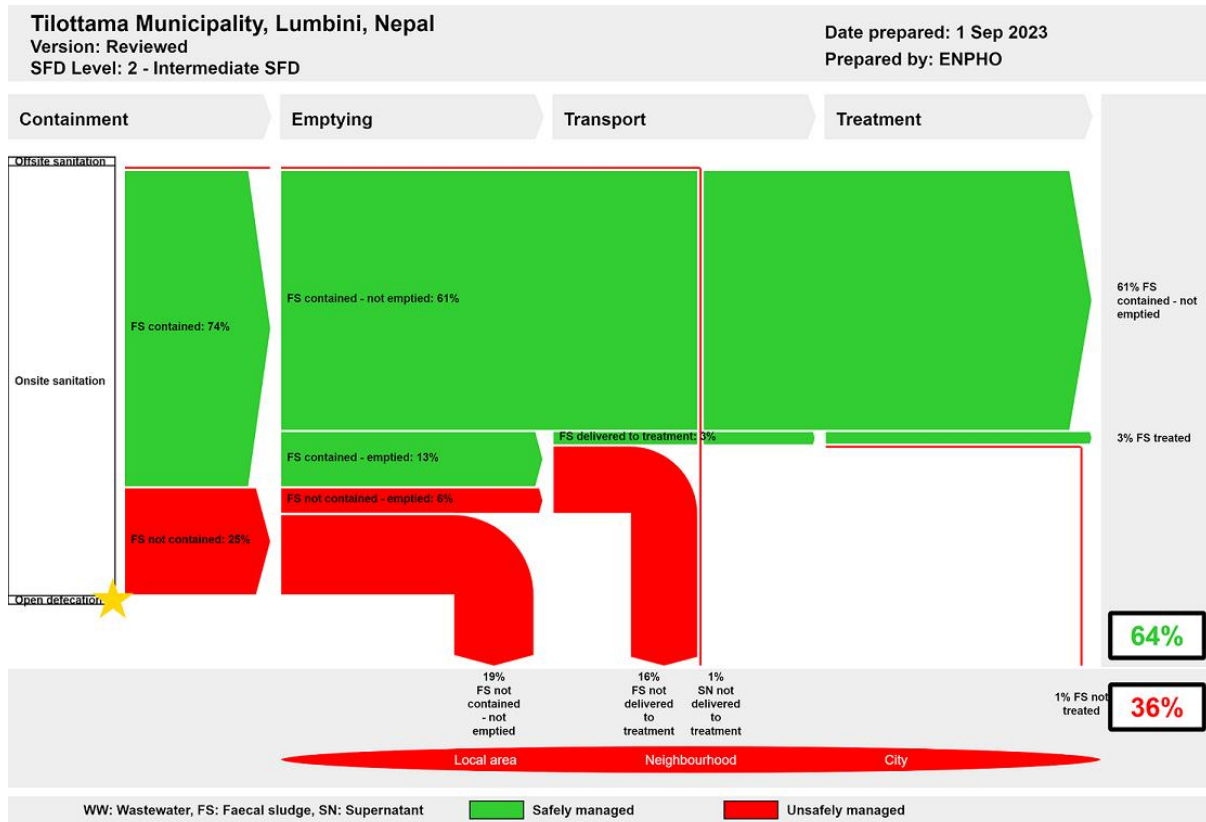 Tilottama Municipality, Lumbini, Nepal
Version: Reviewed
SFD Level: 2 - Intermediate SFD
Date prepared: 1 Sep 2023
Prepared by: ENPHO
Containment
Emptying
Transport
Treatment
Offsite sanitation
FS contained - not emptied: 61%
61% FS
contained - not
emptied
FS contained: 74%
Onsite sanitation
FS delivered to treatment: 3%
3% FS treated
FS contained - emptied: 13%
FS not contained - emptied: 6%
FS not contained: 25%
Open defecation
64%
19%
FS not
contained
- not
emptied
16%
FS not
delivered
to
treatment
1%
SN not
delivered
to
treatment
1% FS not
treated
36%
Local area
Neighbourhood
City
WW: Wastewater, FS: Faecal sludge, SN: Supernatant
Safely managed
Unsafely managed